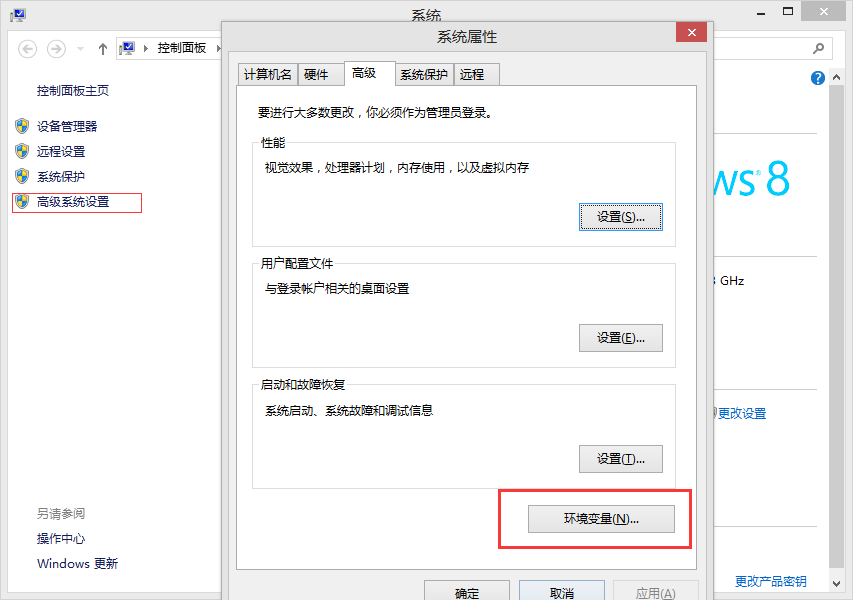 系统
控制面板
控制面板主页
设备管理器
远程设置
系统保护
高级系统设置
另请参阅
操作中心
Windows 更新
系统属性
计算机名 硬件 高级 系统保护 远程
要进行大多数更改，你必须作为管理员登录。
性能
视觉效果，处理器计划，内存使用，以及虚拟内存
设置(S)...
用户配置文件
与登录帐户相关的桌面设置
设置(E)...
启动和故障恢复
系统启动、系统故障和调试信息
设置(T)...
环境变量(N)...
确定 取消 应用(A)
ws 8
GHz
更改设置
更改产品密钥